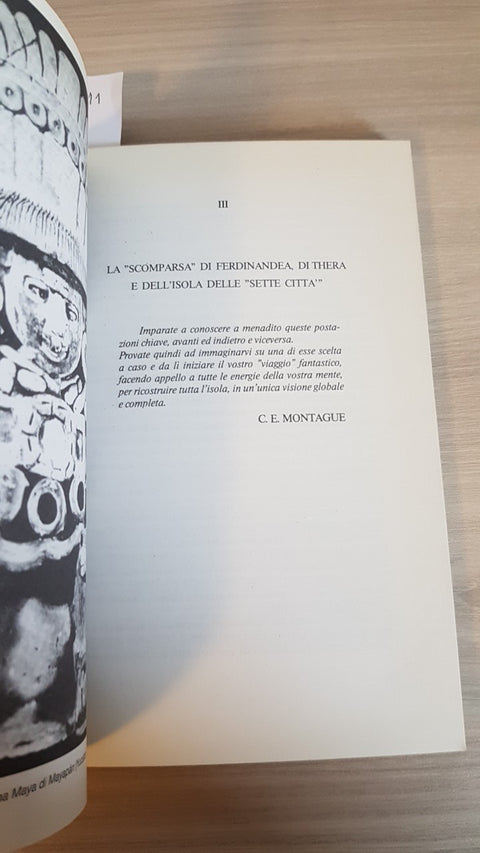 11
III
LA "SCOMPARSA" DI FERDINANDEA, DI THERA
E DELL'ISOLA DELLE "SETTE CITTA'"
Imparate a conoscere a menadito queste posta-
zioni chiave, avanti ed indietro e viceversa.
Provate quindi ad immaginarvi su una di esse scelta
a caso e da lì iniziare il vostro "viaggio" fantastico,
facendo appello a tutte le energie della vostra mente,
per ricostruire tutta l'isola, in un'unica visione globale
e completa.
C. E. MONTAGUE
Maya di Mayapán